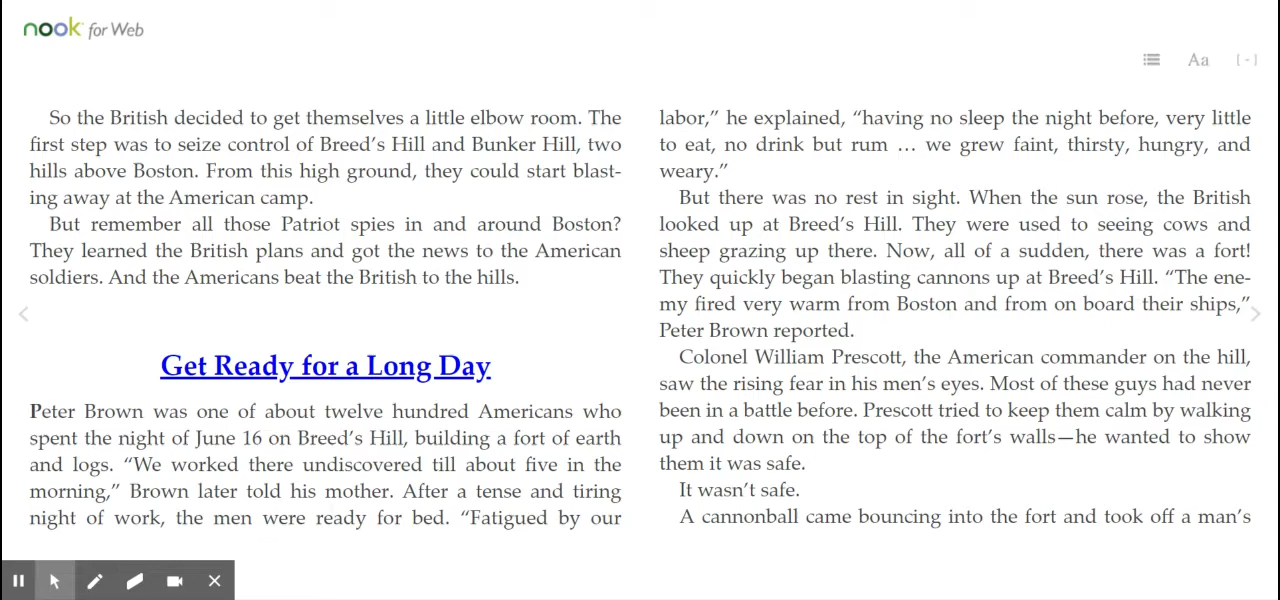 nook for Web
Aa
[ - ]
So the British decided to get themselves a little elbow room. The
first step was to seize control of Breed's Hill and Bunker Hill, two
hills above Boston. From this high ground, they could start blast-
ing away at the American camp.
But remember all those Patriot spies in and around Boston?
They learned the British plans and got the news to the American
soldiers. And the Americans beat the British to the hills.
Get Ready for a Long Day
Peter Brown was one of about twelve hundred Americans who
spent the night of June 16 on Breed's Hill, building a fort of earth
and logs. “We worked there undiscovered till about five in the
morning,” Brown later told his mother. After a tense and tiring
night of work, the men were ready for bed. “Fatigued by our
labor,” he explained, “having no sleep the night before, very little
to eat, no drink but rum … we grew faint, thirsty, hungry, and
weary.”
But there was no rest in sight. When the sun rose, the British
looked up at Breed's Hill. They were used to seeing cows and
sheep grazing up there. Now, all of a sudden, there was a fort!
They quickly began blasting cannons up at Breed's Hill. “The ene-
my fired very warm from Boston and from on board their ships,”
Peter Brown reported.
Colonel William Prescott, the American commander on the hill,
saw the rising fear in his men's eyes. Most of these guys had never
been in a battle before. Prescott tried to keep them calm by walking
up and down on the top of the fort's walls—he wanted to show
them it was safe.
It wasn't safe.
A cannonball came bouncing into the fort and took off a man's